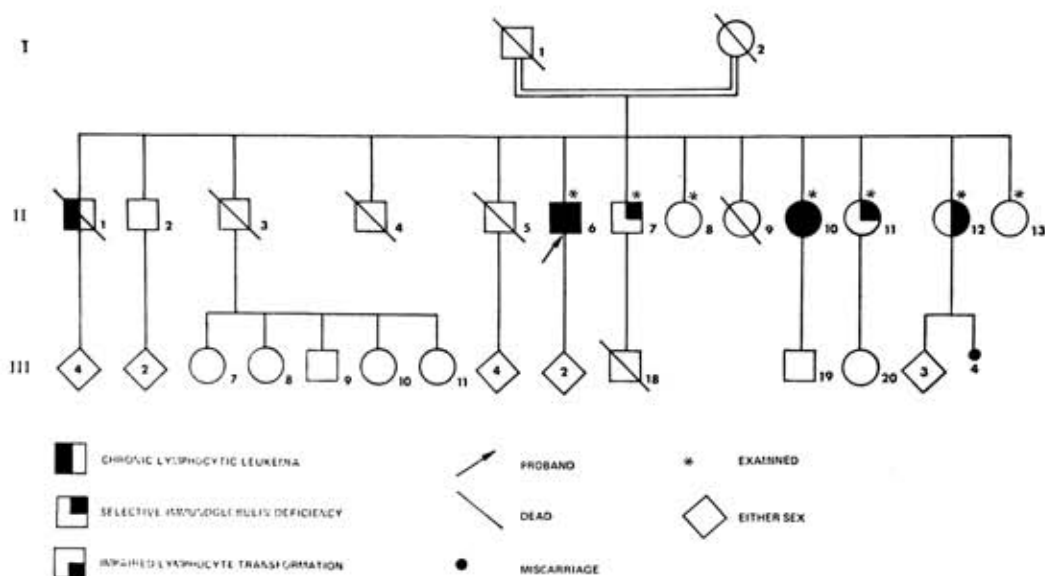 I
1 2
II
* * * * * * *
1 2 3 4 5 6 7 8 9 10 11 12 13
III
4 2 7 8 9 10 11 4 2 18 19 20 3 4
CHRONIC LYMPHOCYTIC LEUKEMIA PROBAND * EXAMINED
SELECTIVE IMMUNOGLOBULIN DEFICIENCY DEAD EITHER SEX
IMPAIRED LYMPHOCYTE TRANSFORMATION MISCARRIAGE